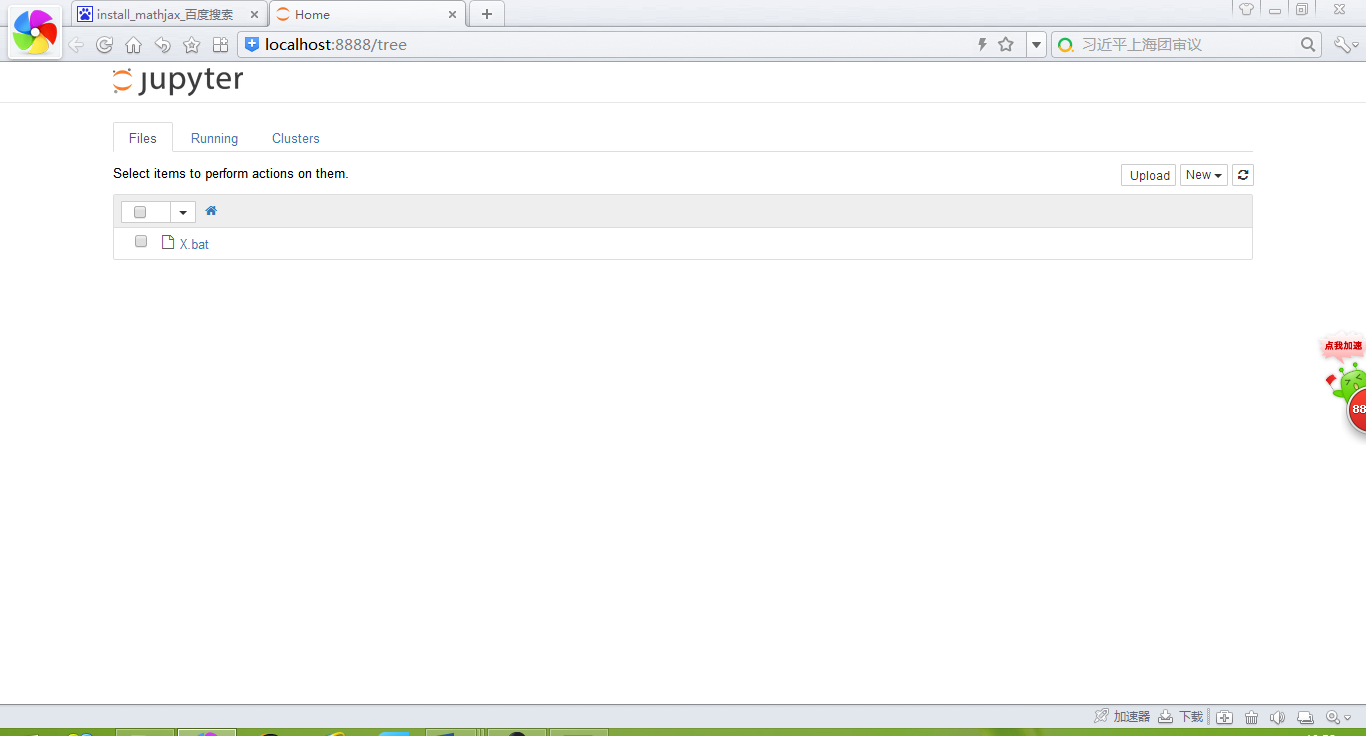 install_mathjax_百度搜索
Home
localhost:8888/tree
习近平上海团审议
jupyter
Files
Running
Clusters
Select items to perform actions on them.
Upload
New
X.bat
点我加速
88
加速器
下载